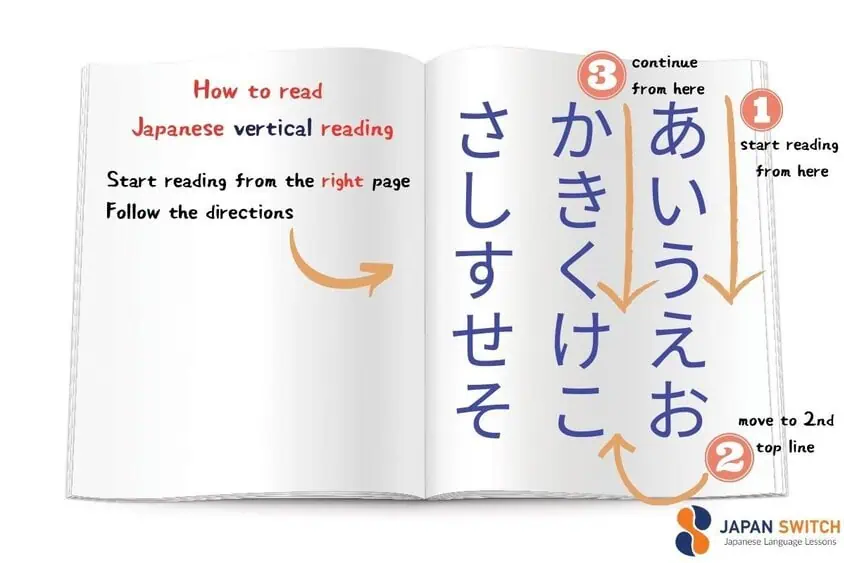 How to read
Japanese vertical reading
Start reading from the right page
Follow the directions
あいうえお
かきくけこ
さしすせそ
1
start reading
from here
2
move to 2nd
top line
3
continue
from here
JAPAN SWITCH
Japanese Language Lessons